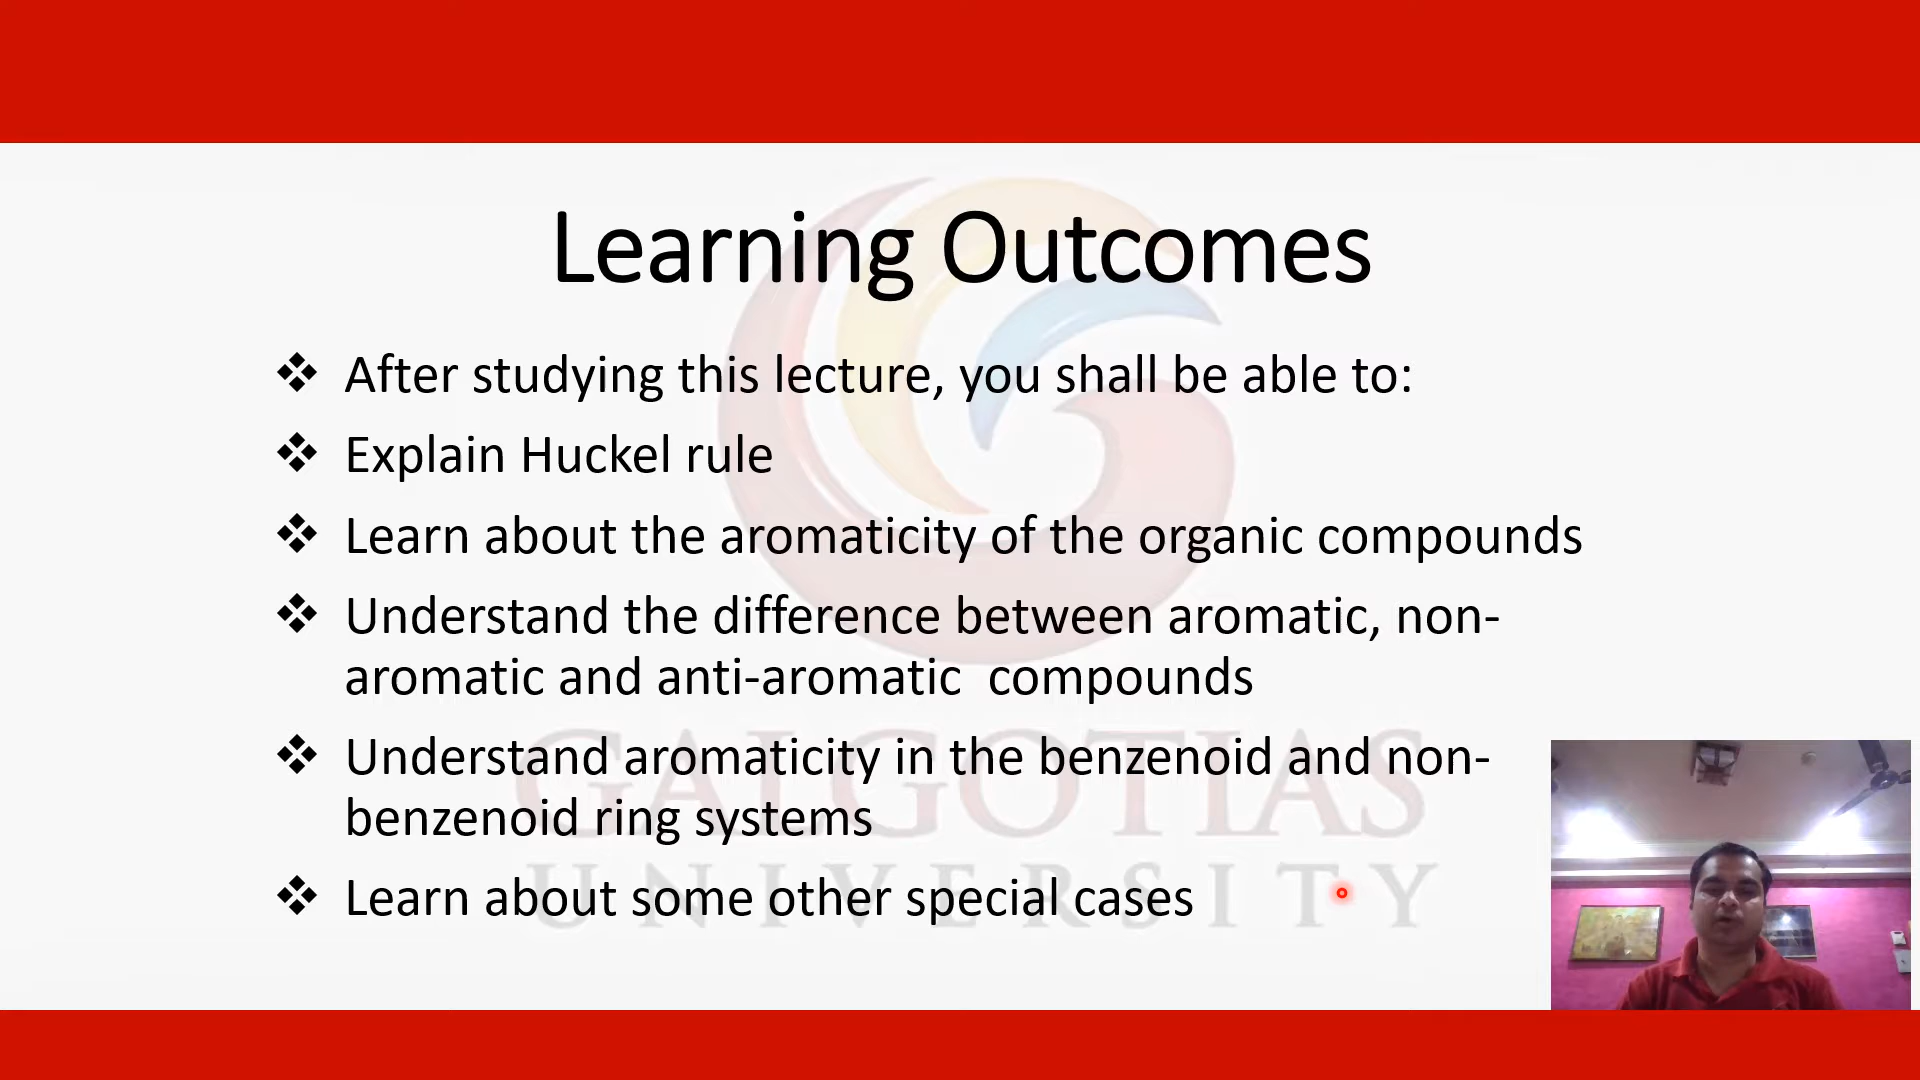 Learning Outcomes
❖ After studying this lecture, you shall be able to:
❖ Explain Huckel rule
❖ Learn about the aromaticity of the organic compounds
❖ Understand the difference between aromatic, non-
aromatic and anti-aromatic  compounds
❖ Understand aromaticity in the benzenoid and non-
benzenoid ring systems
❖ Learn about some other special cases
GALGOTIAS
UNIVERSITY